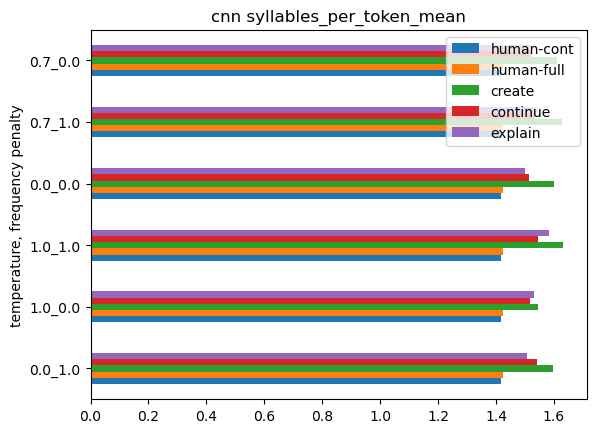 cnn syllables_per_token_mean
human-cont
human-full
create
continue
explain
temperature, frequency penalty
0.7_0.0
0.7_1.0
0.0_0.0
1.0_1.0
1.0_0.0
0.0_1.0
0.0 0.2 0.4 0.6 0.8 1.0 1.2 1.4 1.6